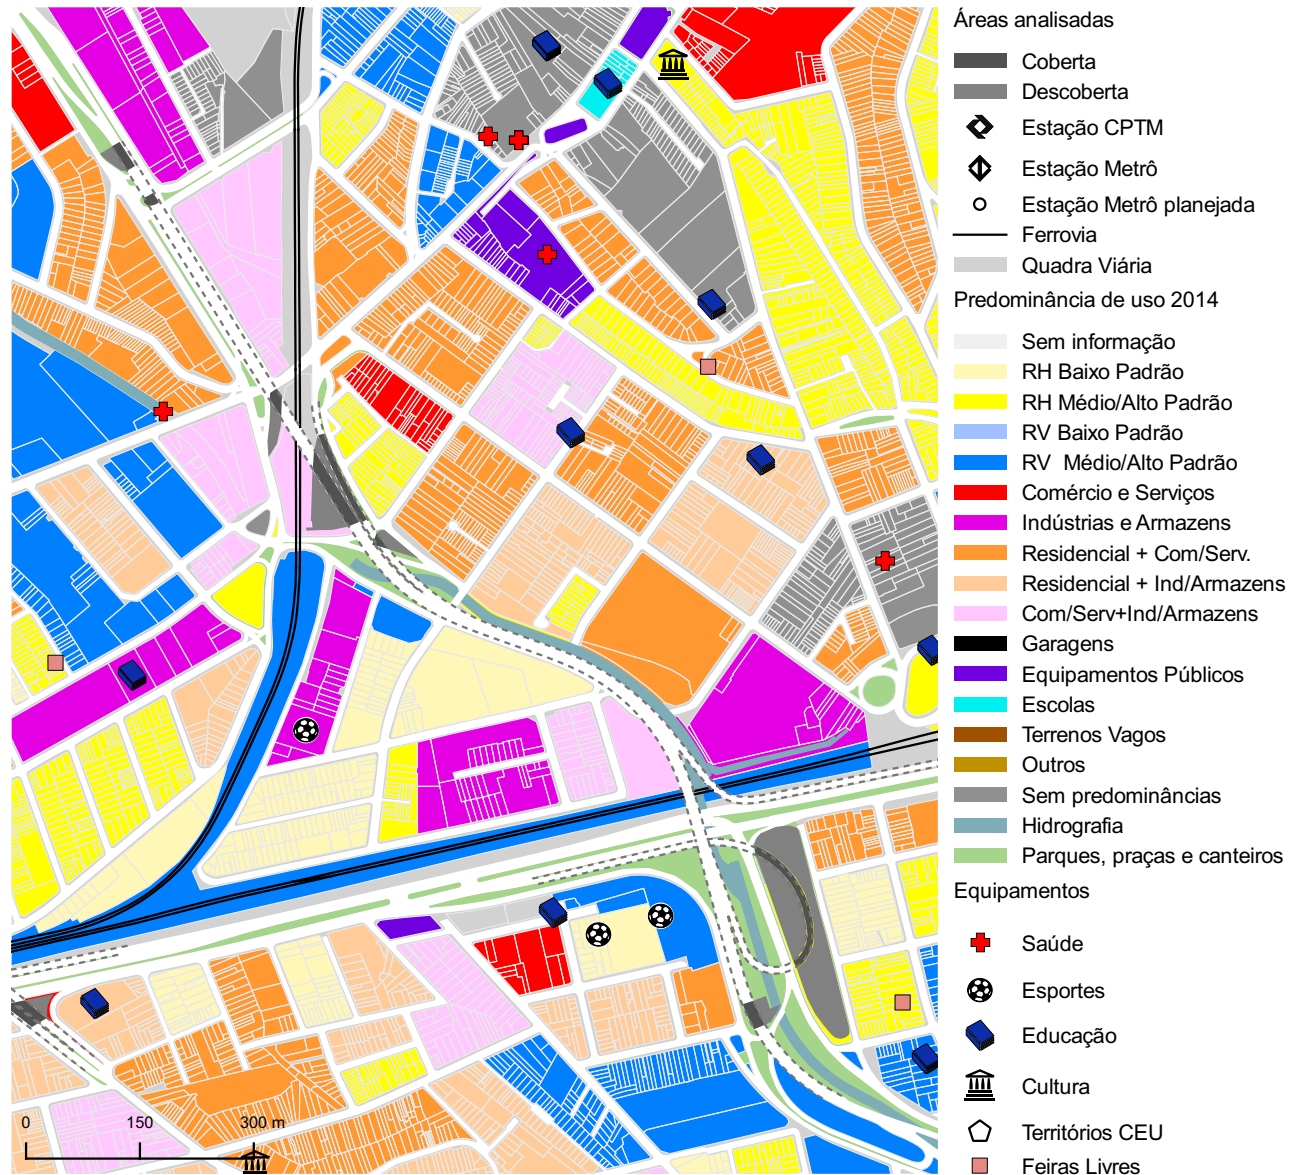 Áreas analisadas
Coberta
Descoberta
Estação CPTM
Estação Metrô
Estação Metrô planejada
Ferrovia
Quadra Viária
Predominância de uso 2014
Sem informação
RH Baixo Padrão
RH Médio/Alto Padrão
RV Baixo Padrão
RV Médio/Alto Padrão
Comércio e Serviços
Indústrias e Armazens
Residencial + Com/Serv.
Residencial + Ind/Armazens
Com/Serv+Ind/Armazens
Garagens
Equipamentos Públicos
Escolas
Terrenos Vagos
Outros
Sem predominâncias
Hidrografia
Parques, praças e canteiros
Equipamentos
Saúde
Esportes
Educação
Cultura
Territórios CEU
Feiras Livres
0 150 300 m